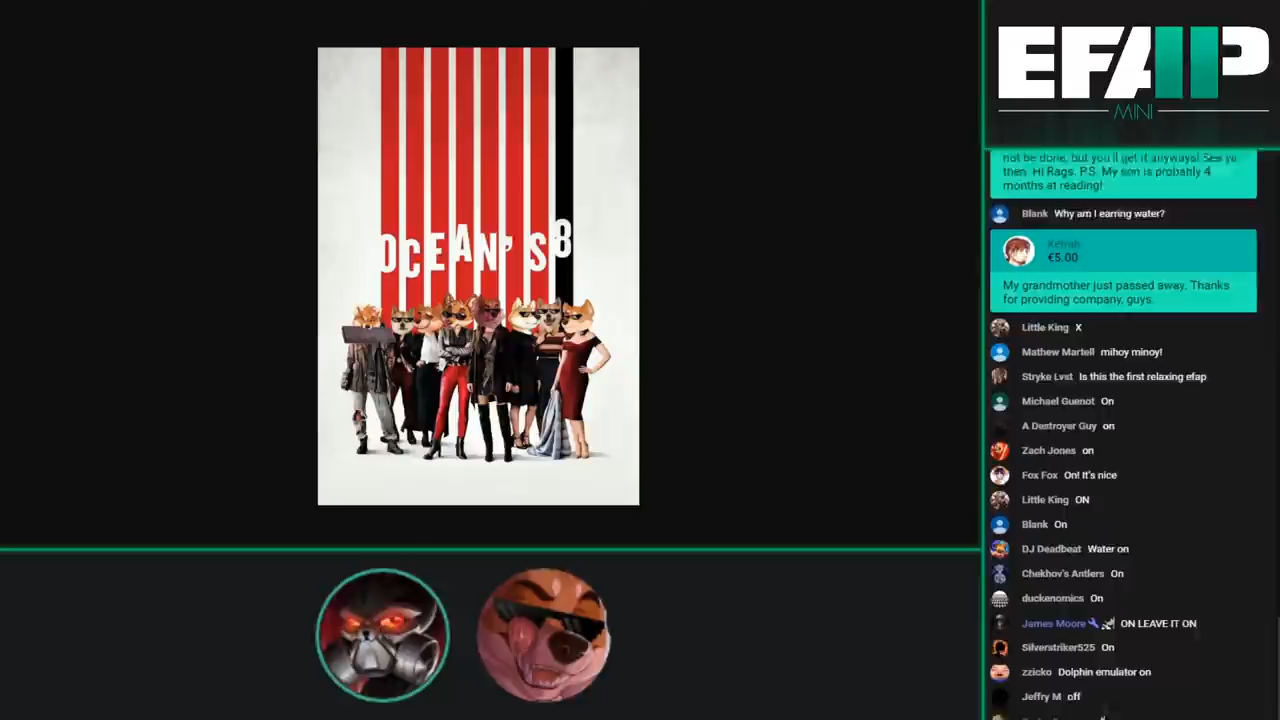 OCEAN'S 8
EFAP
MINI
not be done, but you'll get it anyways! See ya
then. Hi Rags. P.S. My son is probably 4
months at reading!
Blank Why am I earring water?
€5.00
My grandmother just passed away. Thanks
for providing company, guys.
Little King X
Mathew Martell mihoy minoy!
Stryke Lvst Is this the first relaxing efap
Michael Guenot On
A Destroyer Guy on
Zach Jones on
Fox Fox On! It's nice
Little King ON
Blank On
DJ Deadbeat Water on
Chekhov's Antlers On
duckenomics On
James Moore ON LEAVE IT ON
Silverstriker525 On
zzicko Dolphin emulator on
Jeffry M off